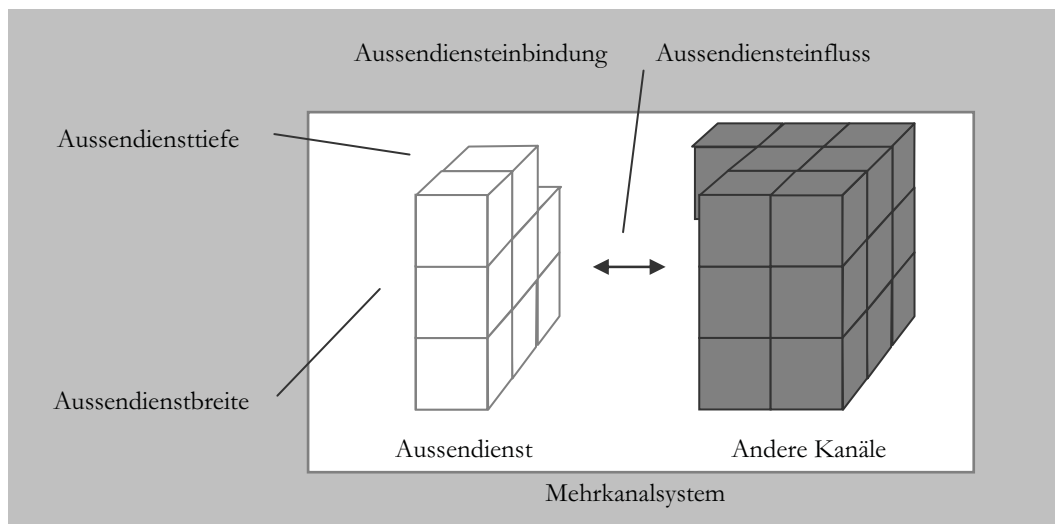 Aussendiensteinbindung
Aussendiensteinfluss
Aussendiensttiefe
Aussendienstbreite
Aussendienst
Andere Kanäle
Mehrkanalsystem